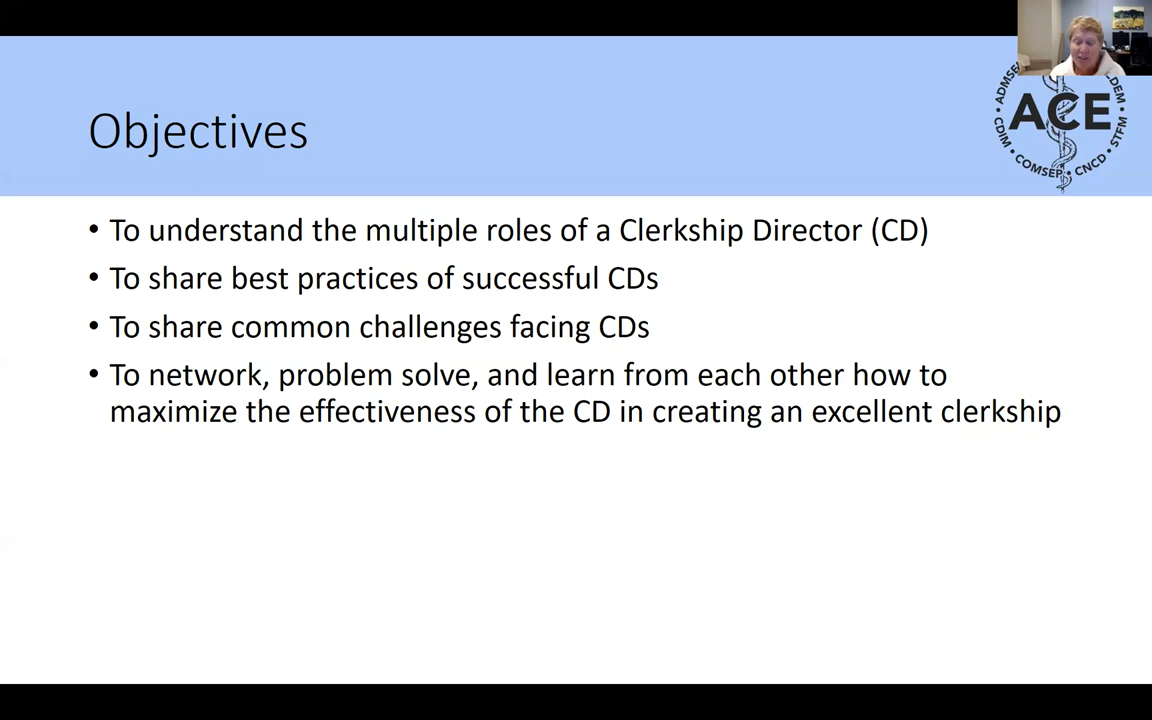 Objectives
ACE
ADMSE
LDEM • STFM • CNCD • COMSEP • CDIM
• To understand the multiple roles of a Clerkship Director (CD)
• To share best practices of successful CDs
• To share common challenges facing CDs
• To network, problem solve, and learn from each other how to
maximize the effectiveness of the CD in creating an excellent clerkship